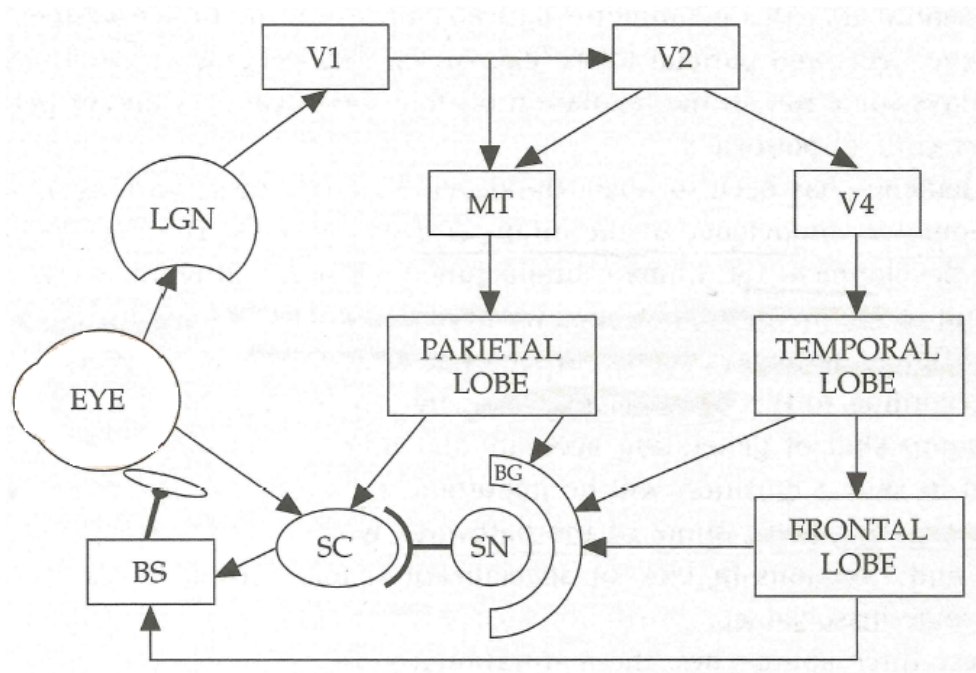 V1
V2
LGN
MT
V4
EYE
PARIETAL
LOBE
TEMPORAL
LOBE
BG
BS
SC
SN
FRONTAL
LOBE